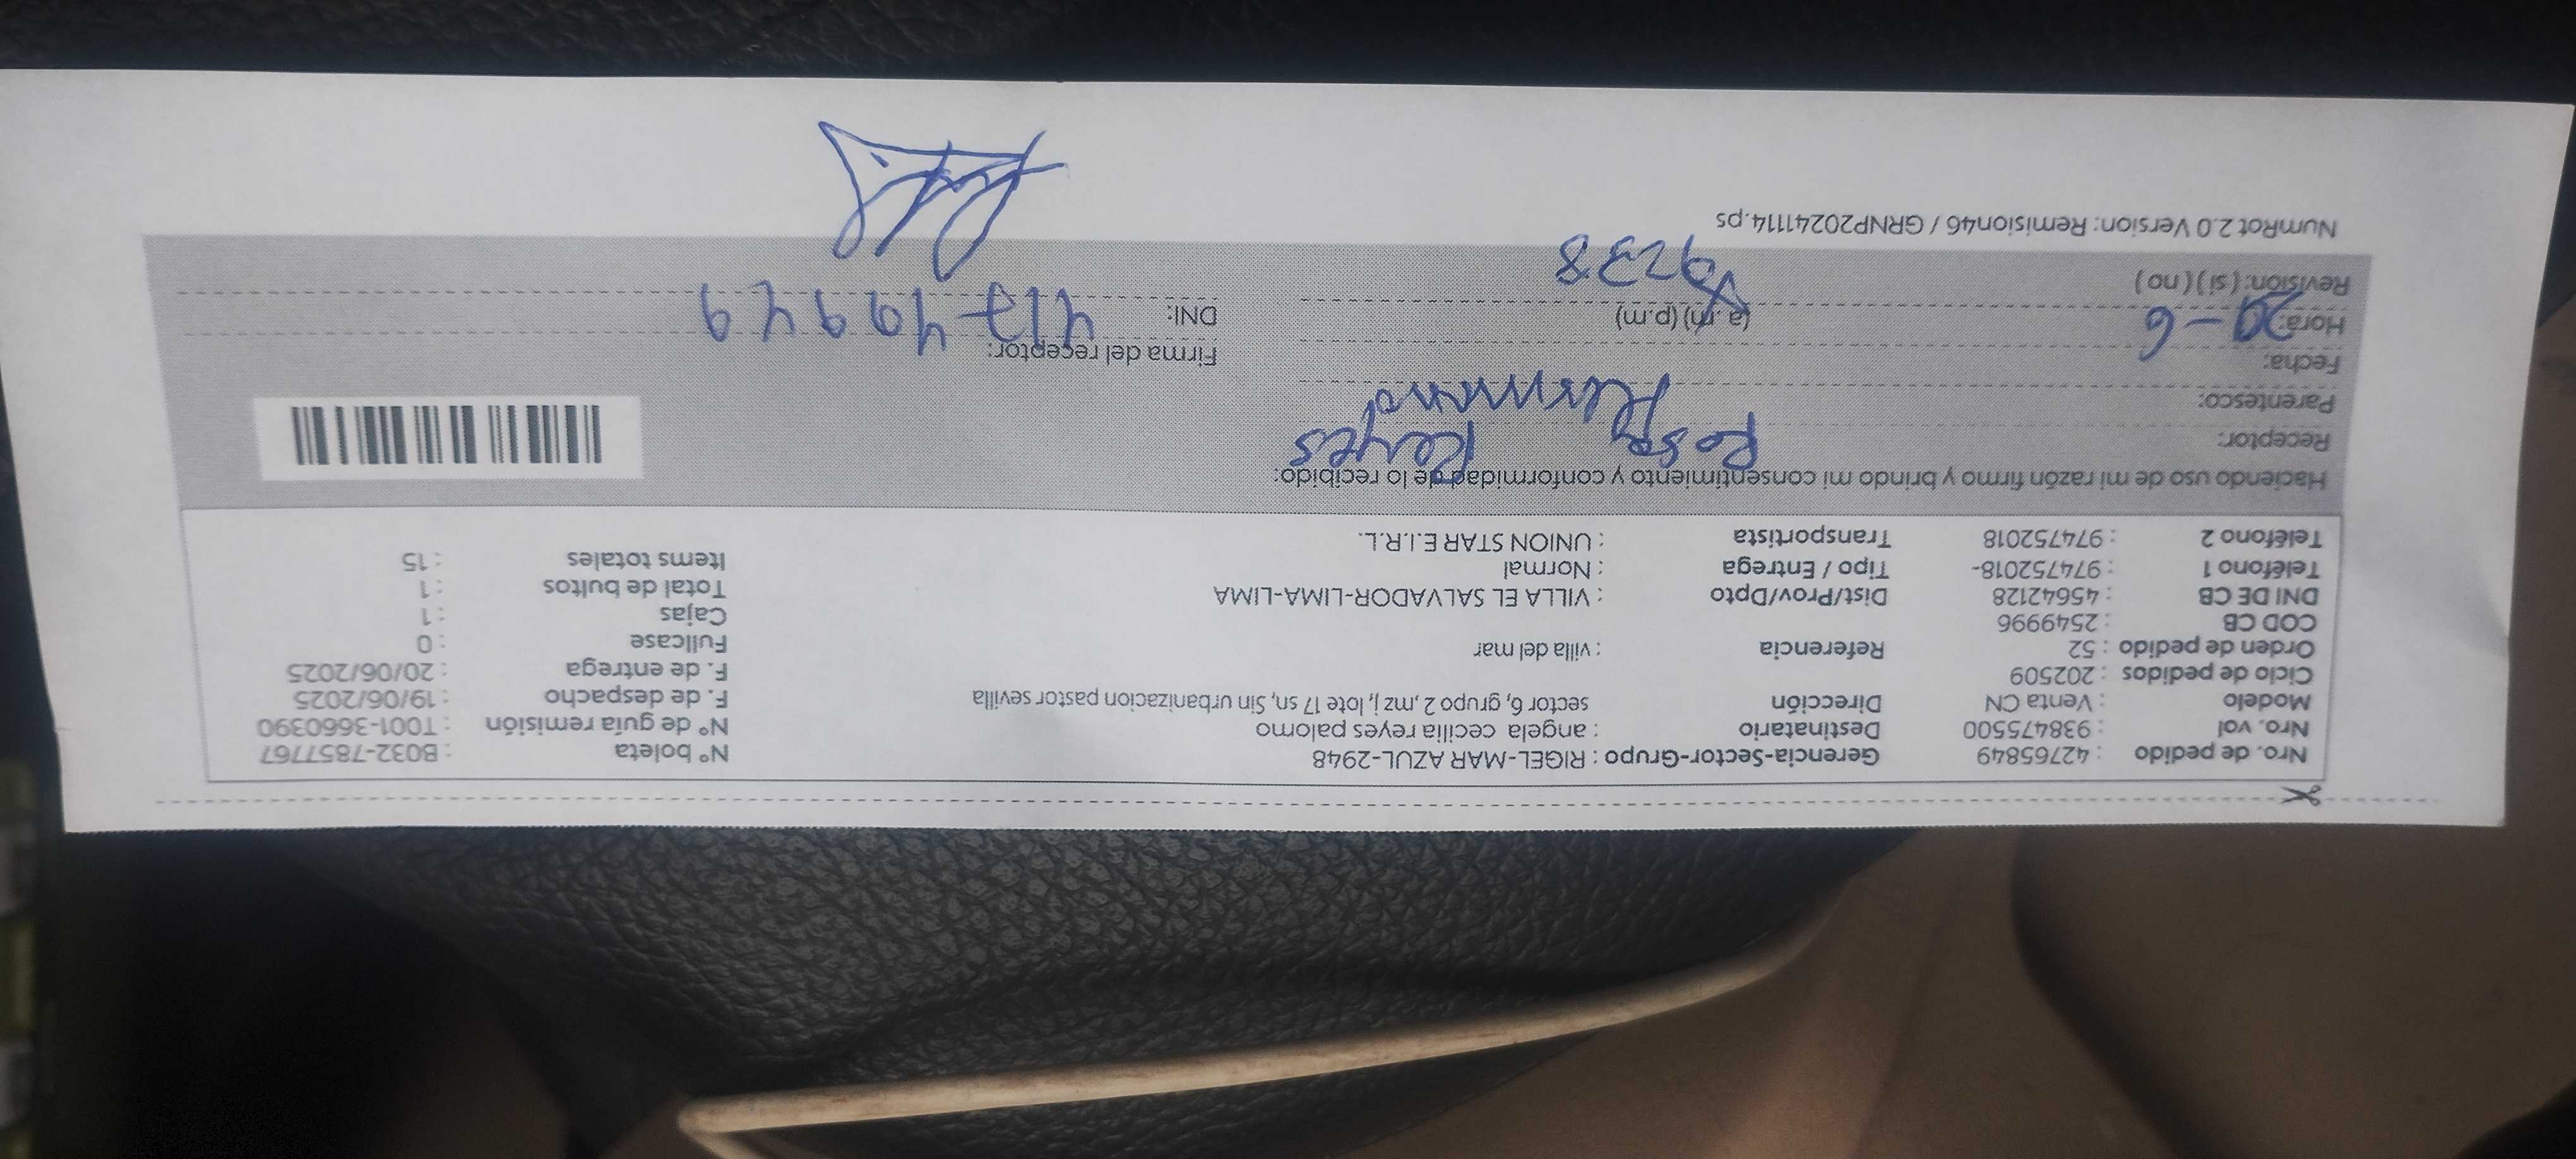 Nro. de pedido : 42765849 Gerencia-Sector-Grupo : RIGEL-MAR AZUL-2948 N° boleta : B032-7857767
Nro. val : 938475500 Destinatario : angela cecilia reyes palomo N° de guía remisión : T001-3660390
Modelo : Venta CN Dirección sector 6, grupo 2 ,mz j, lote 17 sn, Sin urbanizacion pastor sevilla F. de despacho : 19/06/2025
Ciclo de pedidos : 202509 F. de entrega : 20/06/2025
Orden de pedido : 52 Referencia : villa del mar Fullcase : 0
COD CB : 2549996 Cajas : 1
DNI DE CB : 45642128 Dist/Prov/Dpto : VILLA EL SALVADOR-LIMA-LIMA Total de bultos : 1
Teléfono 1 : 974752018- Tipo / Entrega : Normal Items totales : 15
Teléfono 2 : 974752018 Transportista : UNION STAR E.I.R.L.
Haciendo uso de mi razón firmo y brindo mi consentimiento y conformidad de lo recibido:
Receptor: Rosa Reyes
Parentesco: Hermana
Fecha: Firma del receptor:
Hora: 20-6 (a.m) (p.m) DNI: 41749949
Revisión: ( si ) ( no ) 9238
NumRot 2.0 Version: Remision46 / GRNP20241114.ps